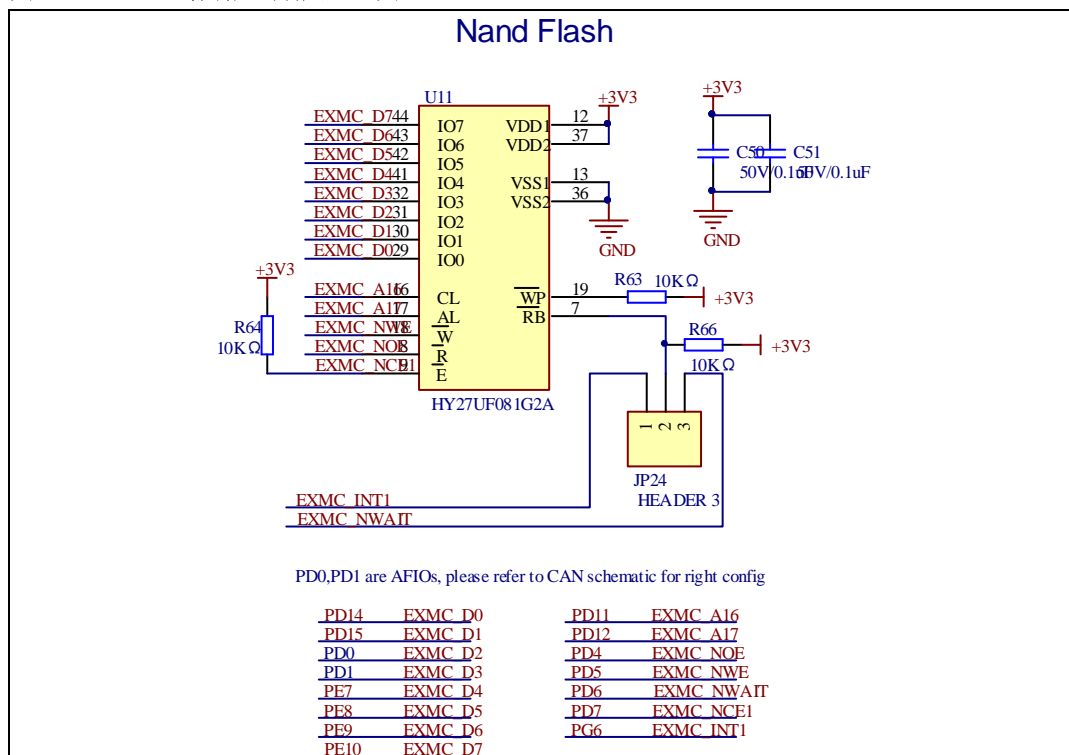 Nand Flash
U11
+3V3
+3V3
EXMC_D7 44 IO7 VDD1 12
EXMC_D6 43 IO6 VDD2 37
EXMC_D5 42 IO5
EXMC_D4 41 IO4 VSS1 13
EXMC_D3 32 IO3 VSS2 36
EXMC_D2 31 IO2
EXMC_D1 30 IO1
EXMC_D0 29 IO0
GND
C50 C51
50V/0.1uF 50V/0.1uF
GND
+3V3
R64
10KΩ
EXMC_A16 16 CL WP 19 R63 10KΩ +3V3
EXMC_A17 17 AL RB 7
EXMC_NWE 18 W R66 +3V3
EXMC_NOE 8 R 10KΩ
EXMC_NCE1 9 E
HY27UF081G2A
1 2 3
JP24
HEADER 3
EXMC_INT1
EXMC_NWAIT
PD0,PD1 are AFIOs, please refer to CAN schematic for right config
PD14 EXMC_D0 PD11 EXMC_A16
PD15 EXMC_D1 PD12 EXMC_A17
PD0 EXMC_D2 PD4 EXMC_NOE
PD1 EXMC_D3 PD5 EXMC_NWE
PE7 EXMC_D4 PD6 EXMC_NWAIT
PE8 EXMC_D5 PD7 EXMC_NCE1
PE9 EXMC_D6 PG6 EXMC_INT1
PE10 EXMC_D7